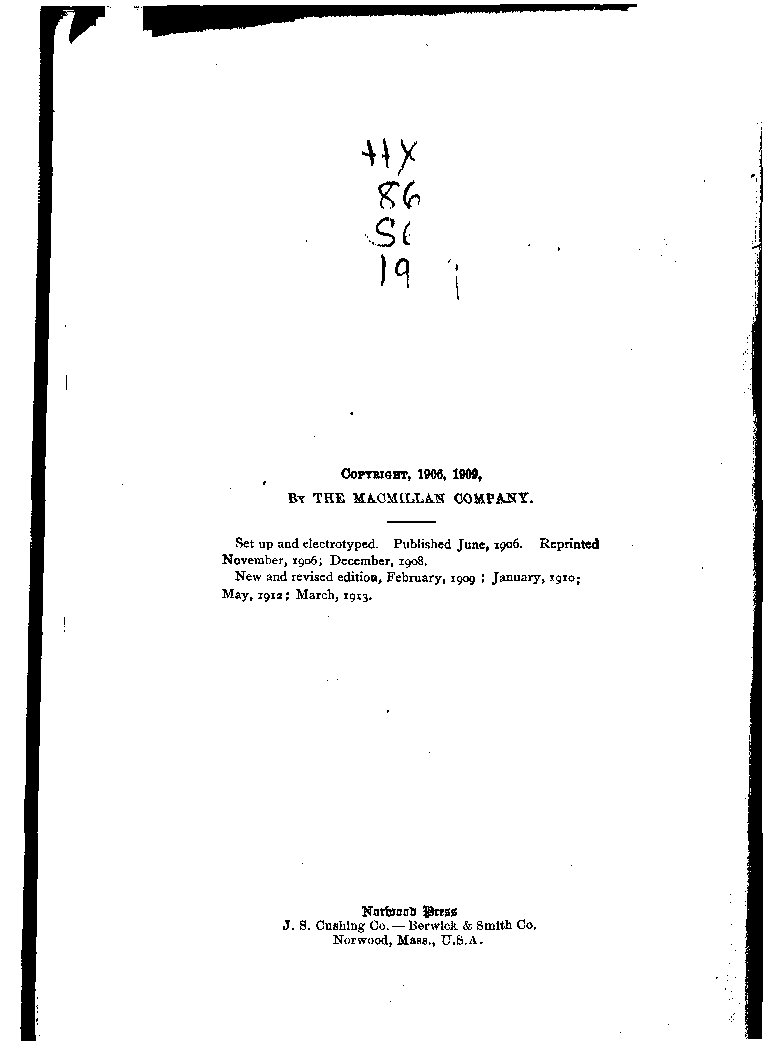 HX
86
S
19
COPYRIGHT, 1906, 1909,
BY THE MACMILLAN COMPANY.
Set up and electrotyped. Published June, 1906. Reprinted
November, 1906; December, 1908.
New and revised edition, February, 1909 ; January, 1910;
May, 1912; March, 1913.
Norwood Press
J. S. Cushing Co. — Berwick & Smith Co.
Norwood, Mass., U.S.A.